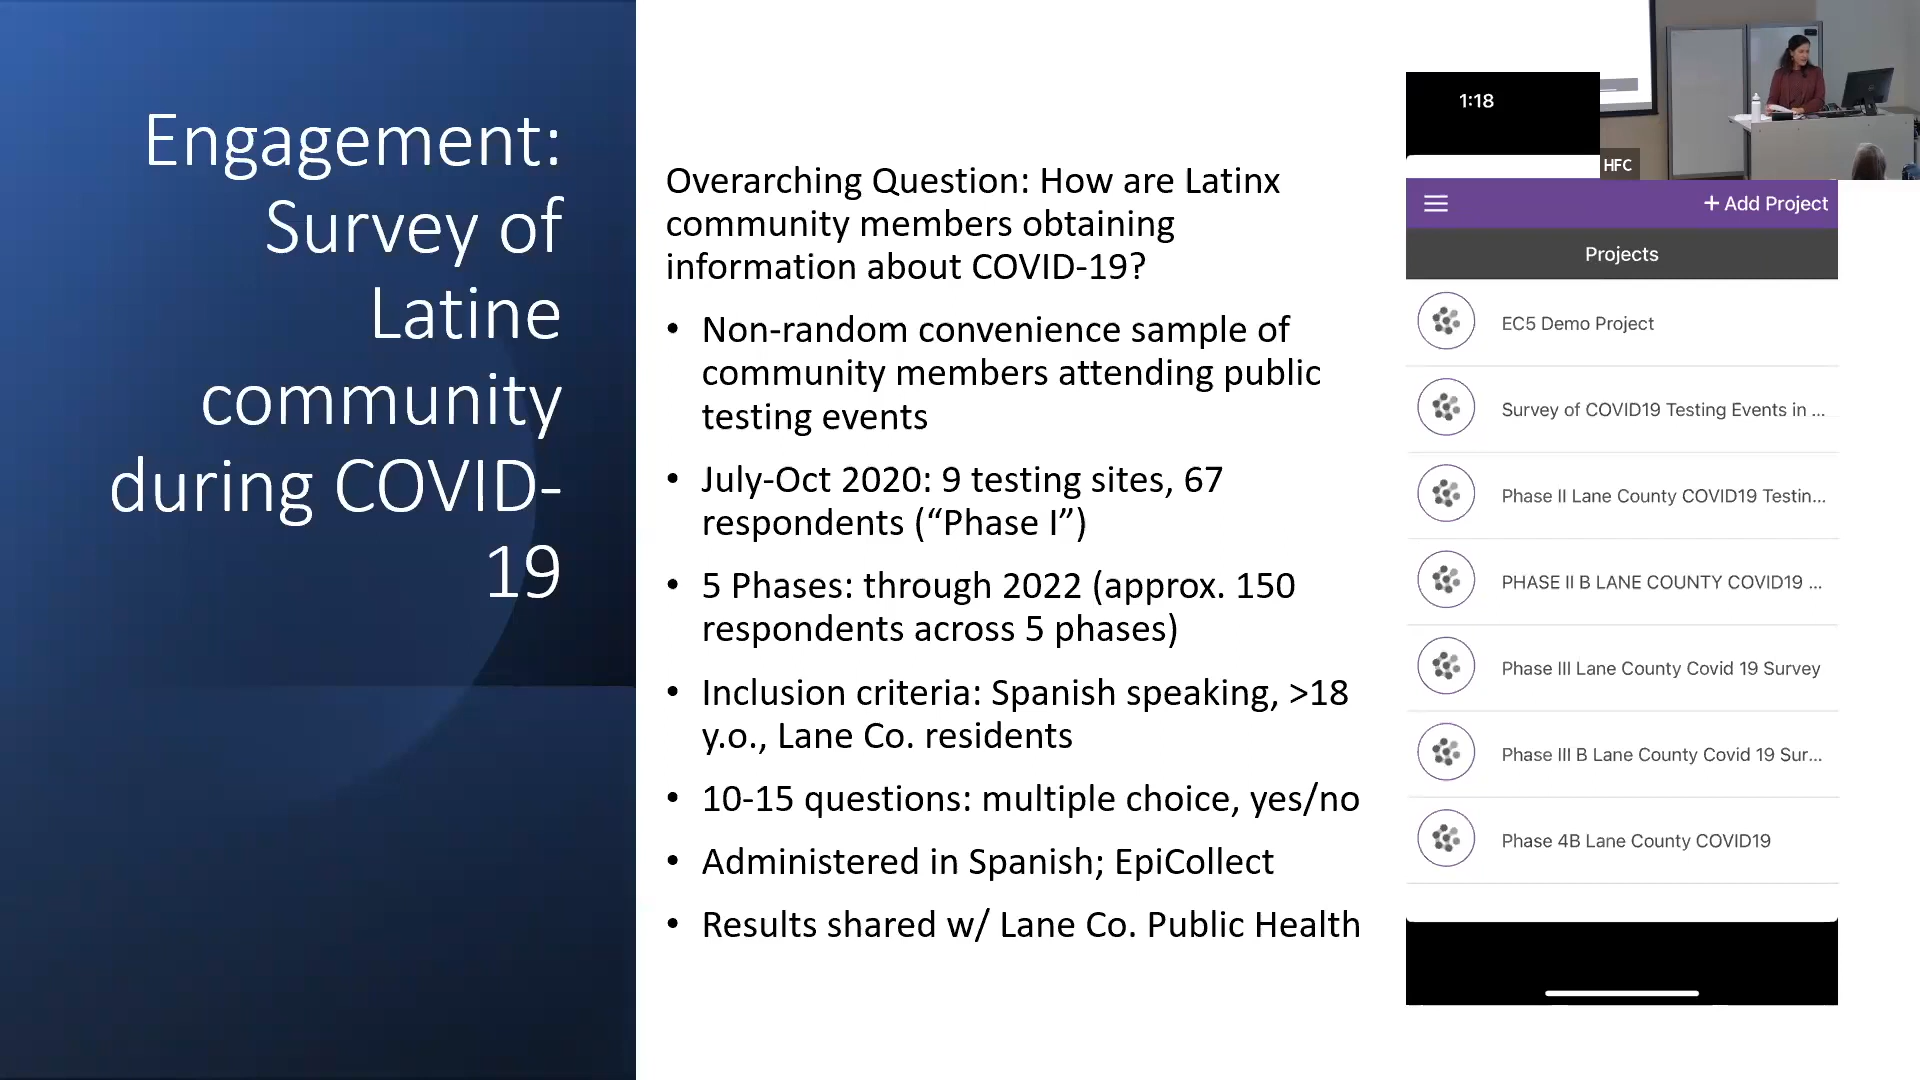 Engagement:
Survey of
Latine
community
during COVID-
19
Overarching Question: How are Latinx
community members obtaining
information about COVID-19?
• Non-random convenience sample of
community members attending public
testing events
• July-Oct 2020: 9 testing sites, 67
respondents (“Phase I”)
• 5 Phases: through 2022 (approx. 150
respondents across 5 phases)
• Inclusion criteria: Spanish speaking, >18
y.o., Lane Co. residents
• 10-15 questions: multiple choice, yes/no
• Administered in Spanish; EpiCollect
• Results shared w/ Lane Co. Public Health
1:18
HFC
+ Add Project
Projects
EC5 Demo Project
Survey of COVID19 Testing Events in ...
Phase II Lane County COVID19 Testin...
PHASE II B LANE COUNTY COVID19 ...
Phase III Lane County Covid 19 Survey
Phase III B Lane County Covid 19 Sur...
Phase 4B Lane County COVID19